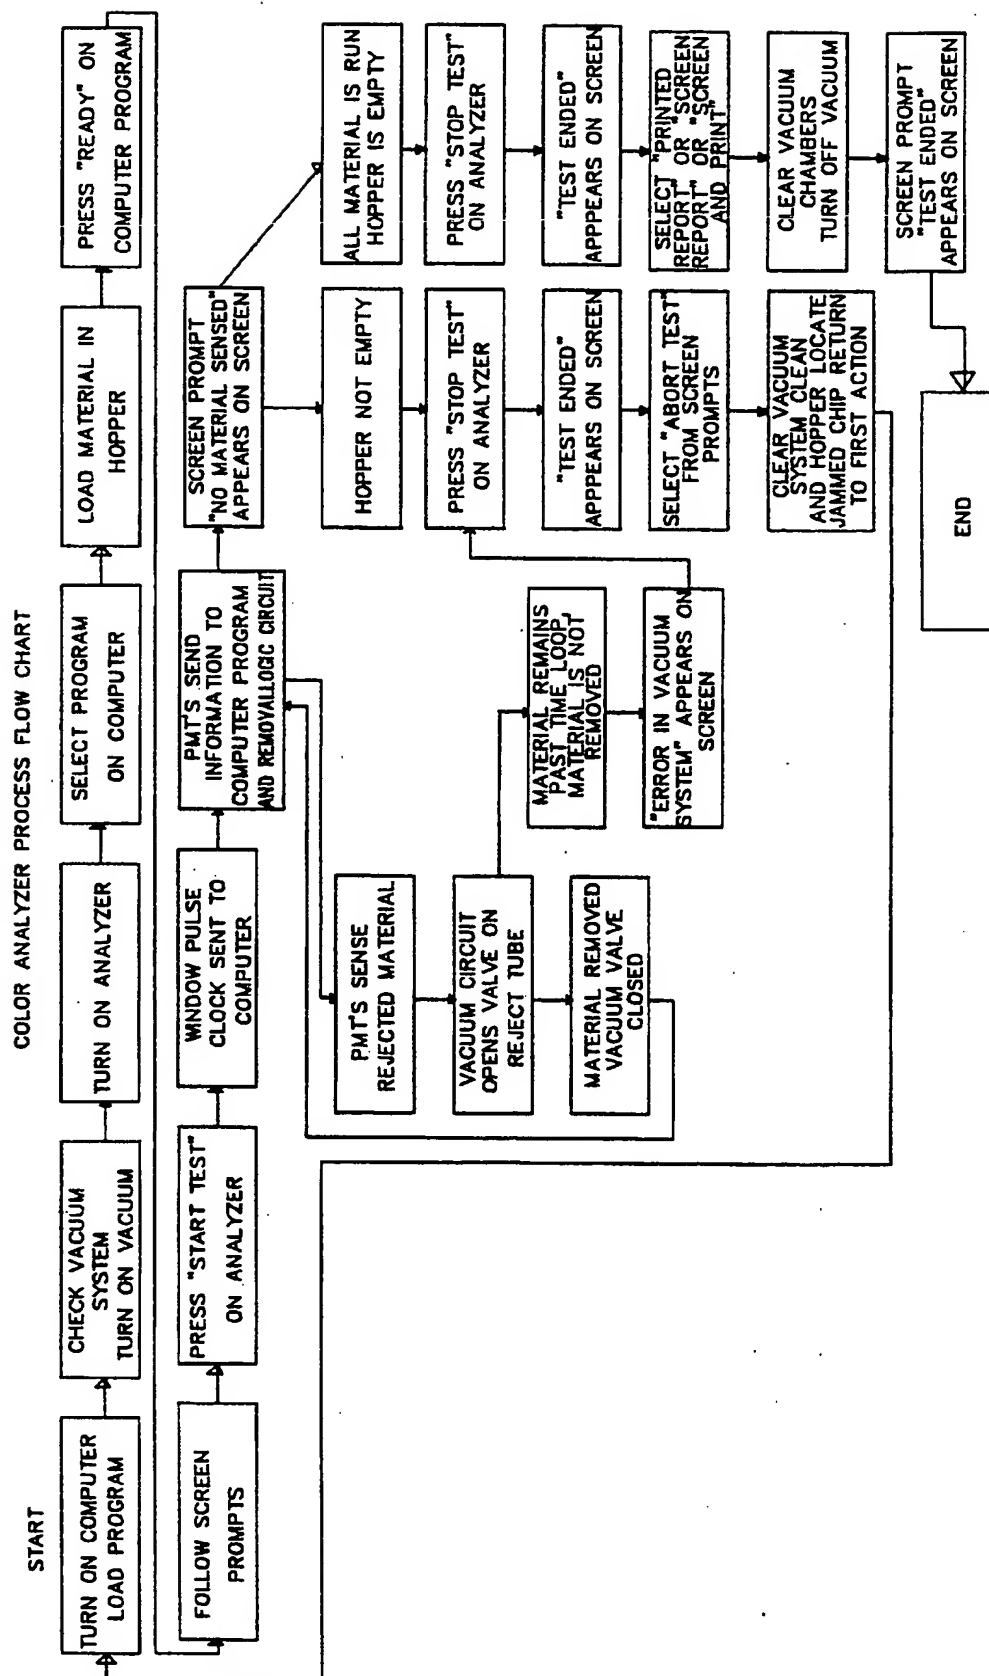 COLOR ANALYZER PROCESS FLOW CHART
START
TURN ON COMPUTER
LOAD PROGRAM
CHECK VACUUM
SYSTEM
TURN ON VACUUM
TURN ON ANALYZER
SELECT PROGRAM
ON COMPUTER
LOAD MATERIAL IN
HOPPER
PRESS "READY" ON
COMPUTER PROGRAM
FOLLOW SCREEN
PROMPTS
PRESS "START TEST"
ON ANALYZER
WINDOW PULSE
CLOCK SENT TO
COMPUTER
PMT'S SEND
INFORMATION TO
COMPUTER PROGRAM
AND REMOVALLOGIC CIRCUIT
SCREEN PROMPT
"NO MATERIAL SENSED"
APPEARS ON SCREEN
PMT'S SENSE
REJECTED MATERIAL
VACUUM CIRCUIT
OPENS VALVE ON
REJECT TUBE
MATERIAL REMOVED
VACUUM VALVE
CLOSED
MATERIAL REMAINS
PAST TIME LOOP,
MATERIAL IS NOT
REMOVED
"ERROR IN VACUUM
SYSTEM" APPEARS ON
SCREEN
HOPPER NOT EMPTY
PRESS "STOP TEST"
ON ANALYZER
"TEST ENDED"
APPPEARS ON SCREEN
SELECT "ABORT TEST"
FROM SCREEN
PROMPTS
CLEAR VACUUM
SYSTEM CLEAN
AND HOPPER LOCATE
JAMMED CHIP RETURN
TO FIRST ACTION
ALL MATERIAL IS RUN
HOPPER IS EMPTY
PRESS "STOP TEST"
ON ANALYZER
"TEST ENDED"
APPPEARS ON SCREEN
SELECT "PRINTED
REPORT" OR "SCREEN
REPORT" OR "SCREEN
AND PRINT"
CLEAR VACUUM
CHAMBERS
TURN OFF VACUUM
SCREEN PROMPT
"TEST ENDED"
APPEARS ON SCREEN
END